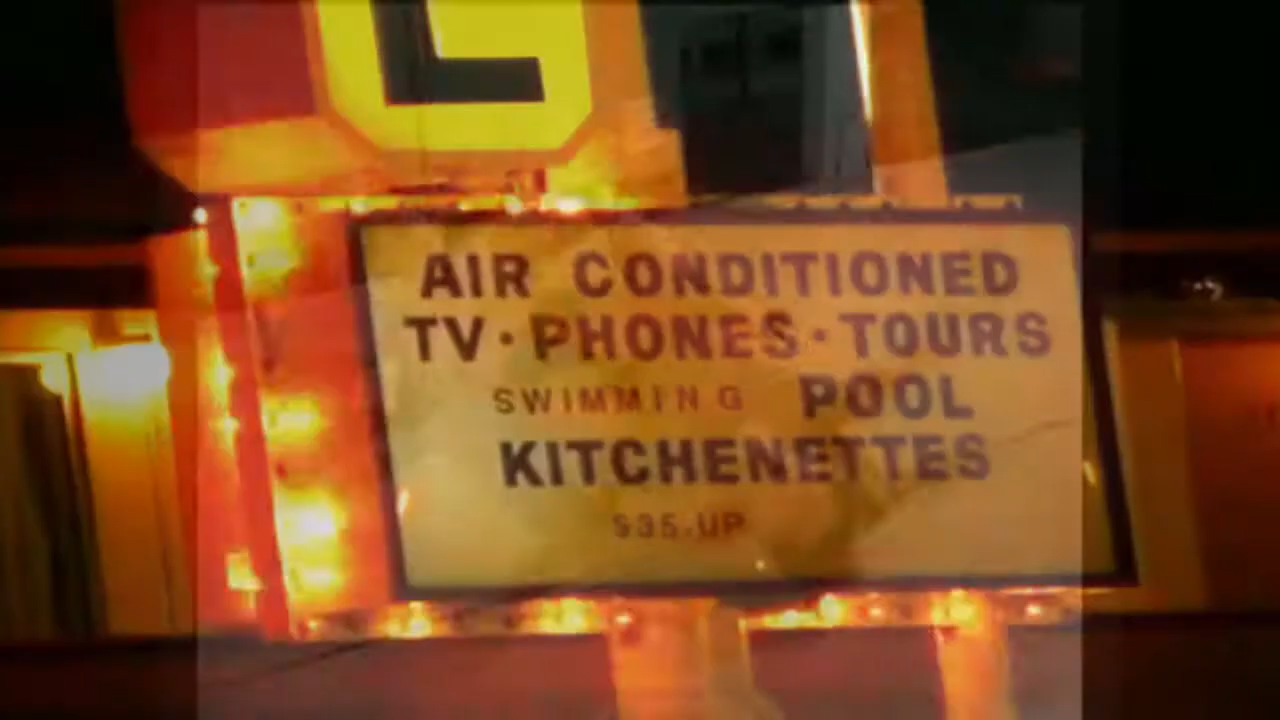 G
AIR CONDITIONED
TV · PHONES · TOURS
SWIMMING POOL
KITCHENETTES
$35.UP